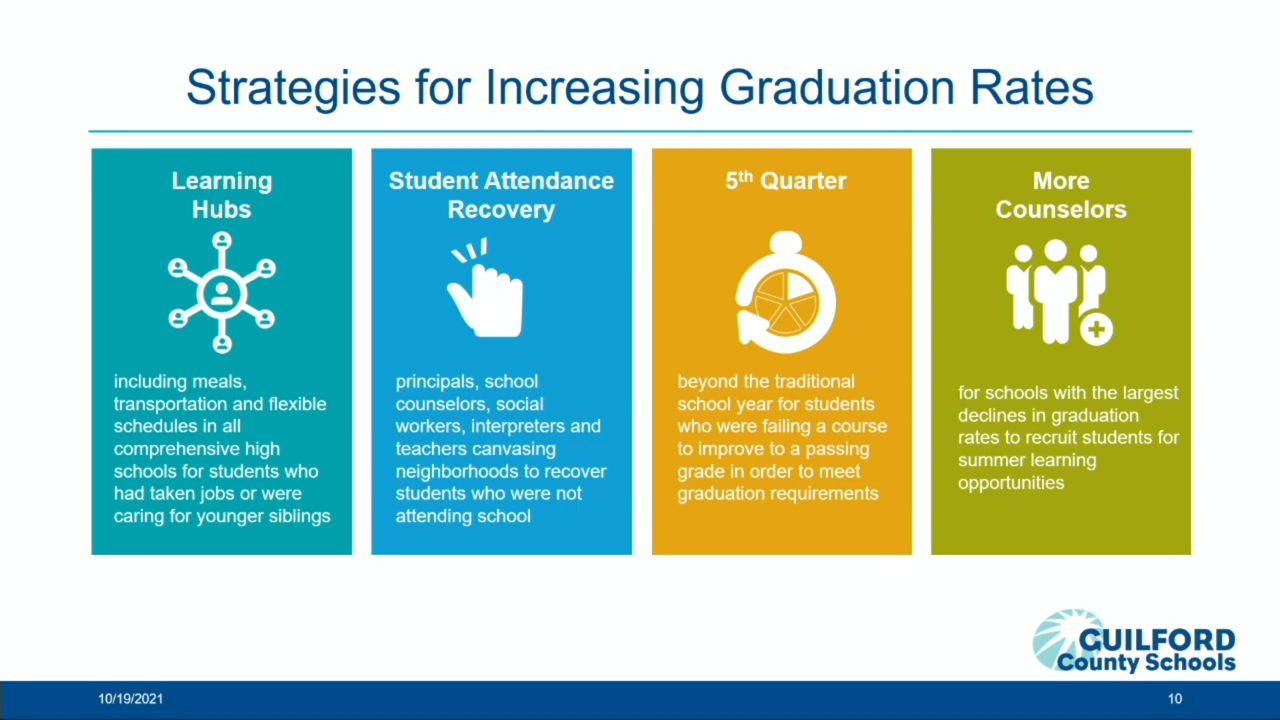 Strategies for Increasing Graduation Rates
Learning
Hubs
including meals,
transportation and flexible
schedules in all
comprehensive high
schools for students who
had taken jobs or were
caring for younger siblings
Student Attendance
Recovery
principals, school
counselors, social
workers, interpreters and
teachers canvasing
neighborhoods to recover
students who were not
attending school
5th Quarter
beyond the traditional
school year for students
who were failing a course
to improve to a passing
grade in order to meet
graduation requirements
More
Counselors
for schools with the largest
declines in graduation
rates to recruit students for
summer learning
opportunities
GUILFORD
County Schools
10/19/2021
10